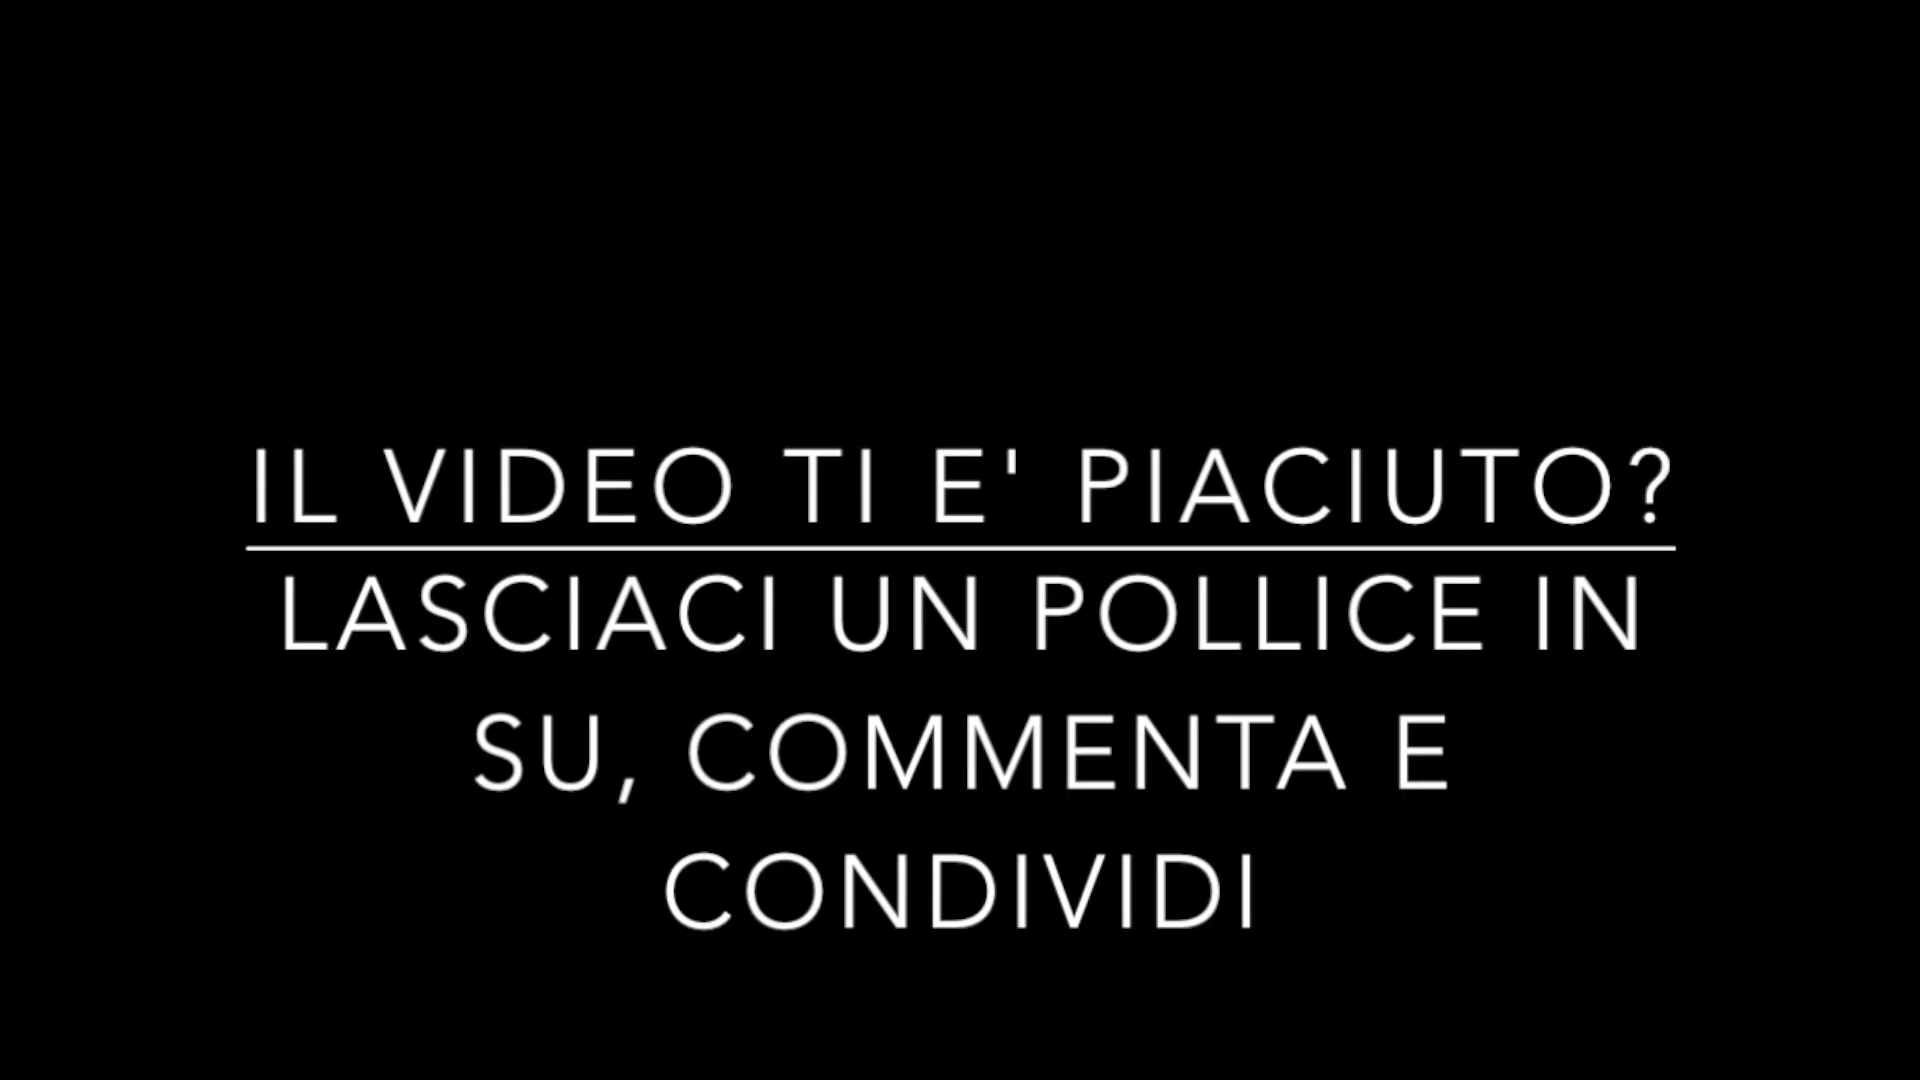 IL VIDEO TI E' PIACIUTO?
LASCIACI UN POLLICE IN
SU, COMMENTA E
CONDIVIDI